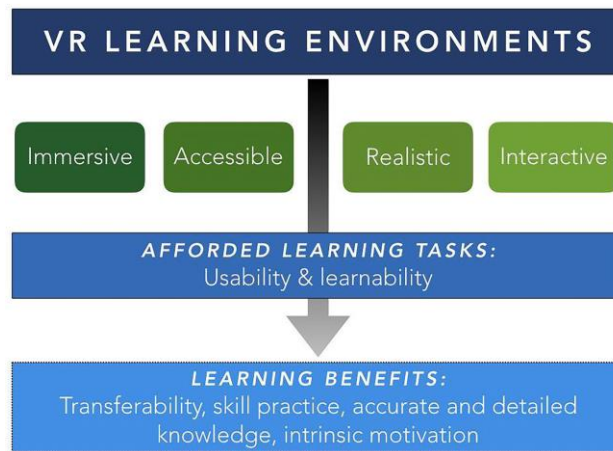 VR LEARNING ENVIRONMENTS
Immersive
Accessible
Realistic
Interactive
AFFORDED LEARNING TASKS:
Usability & learnability
LEARNING BENEFITS:
Transferability, skill practice, accurate and detailed
knowledge, intrinsic motivation